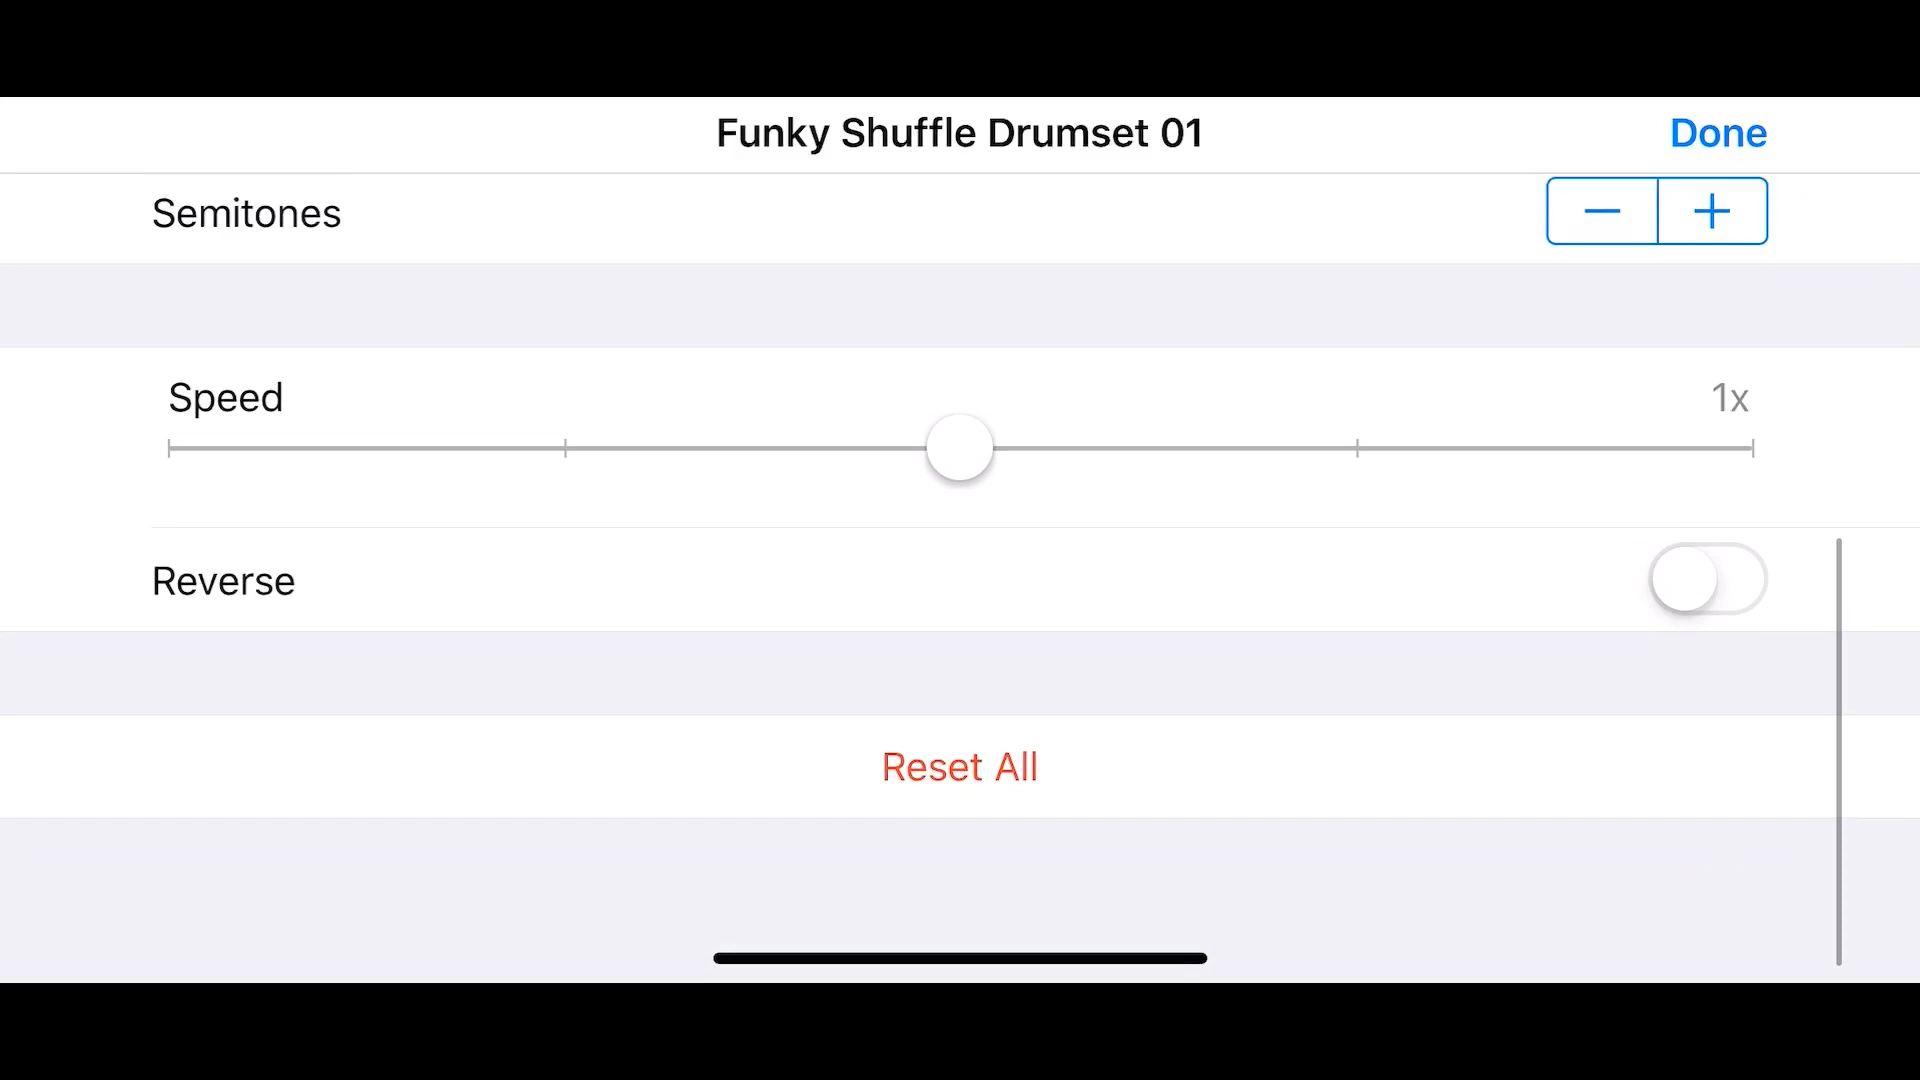 Funky Shuffle Drumset 01
Done
Semitones
Speed
1x
Reverse
Reset All